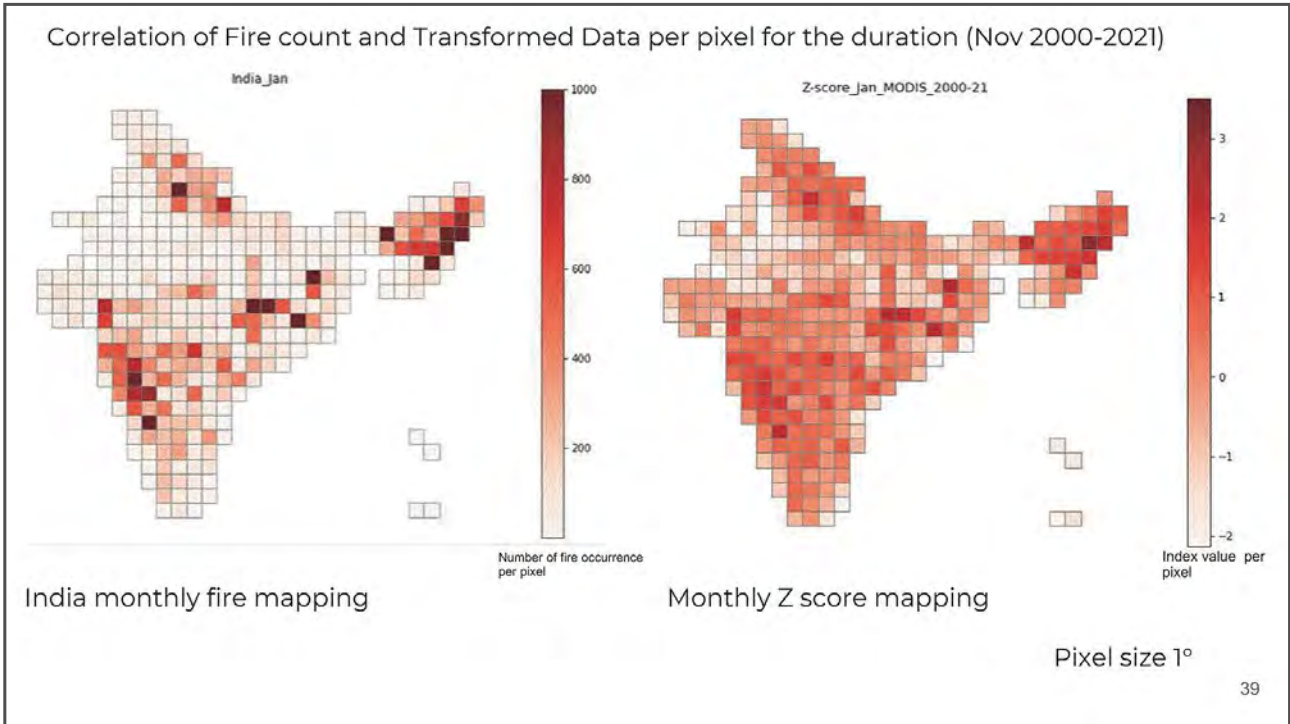 Correlation of Fire count and Transformed Data per pixel for the duration (Nov 2000-2021)
India_Jan
1000
800
600
400
200
Number of fire occurrence
per pixel
Z-score_Jan_MODIS_2000-21
3
2
1
0
−1
−2
Index value per
pixel
India monthly fire mapping
Monthly Z score mapping
Pixel size 1°
39